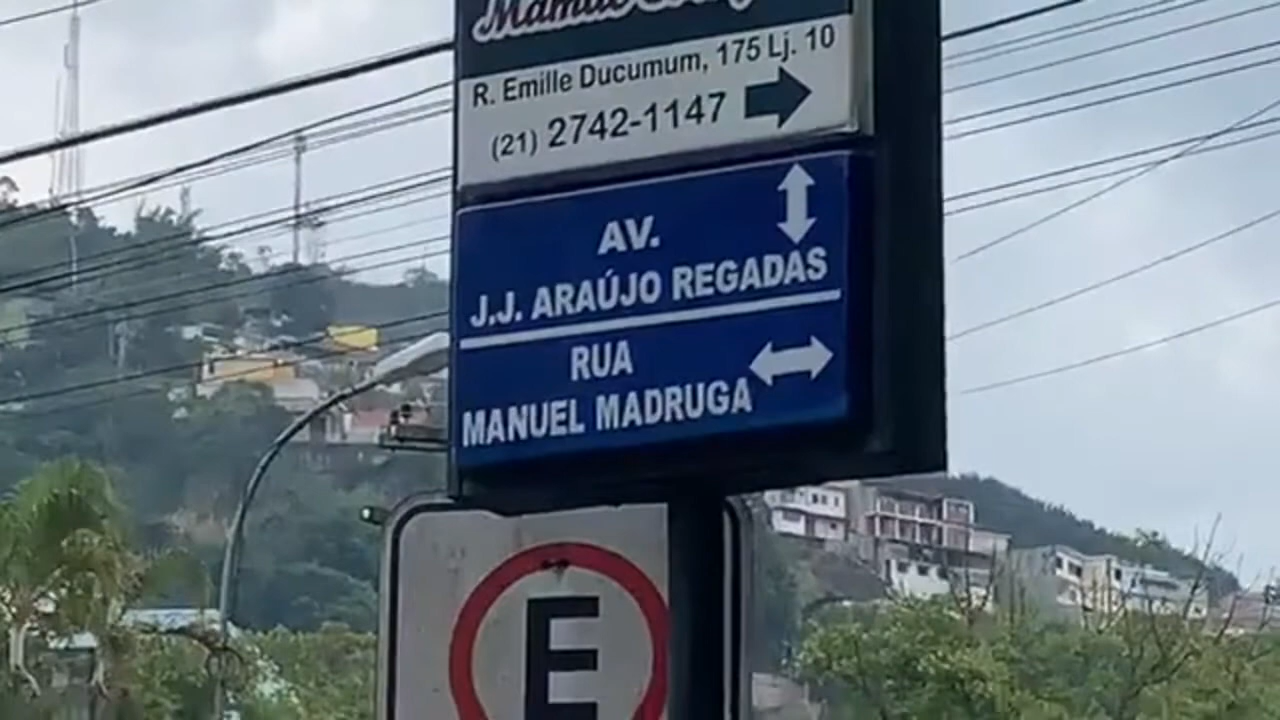 R. Emille Ducumum, 175 Lj. 10
(21) 2742-1147
AV.
J.J. ARAÚJO REGADAS
RUA
MANUEL MADRUGA
E